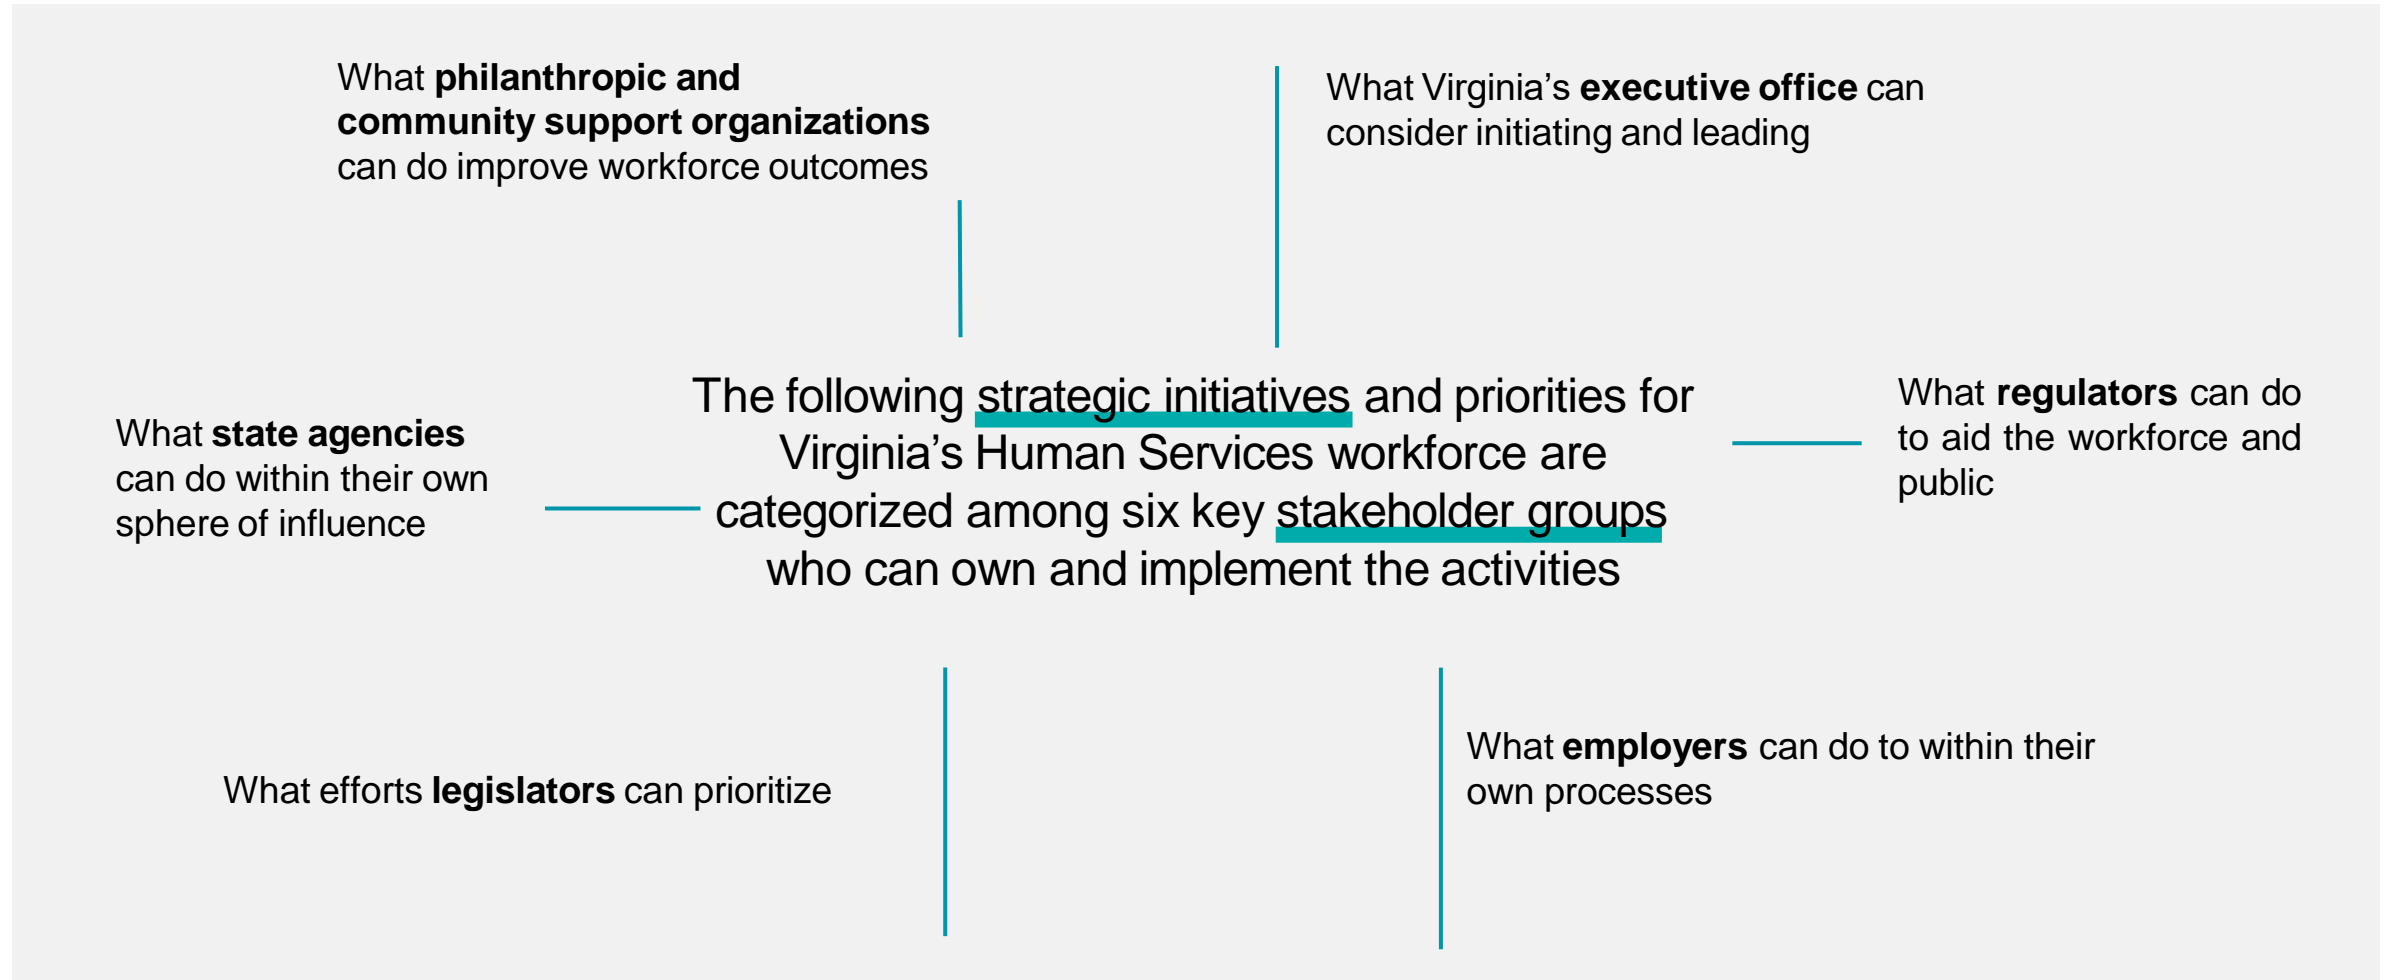 What philanthropic and
community support organizations
can do improve workforce outcomes
What Virginia’s executive office can
consider initiating and leading
The following strategic initiatives and priorities for
Virginia’s Human Services workforce are
categorized among six key stakeholder groups
who can own and implement the activities
What regulators can do
to aid the workforce and
public
What state agencies
can do within their own
sphere of influence
What efforts legislators can prioritize
What employers can do to within their
own processes